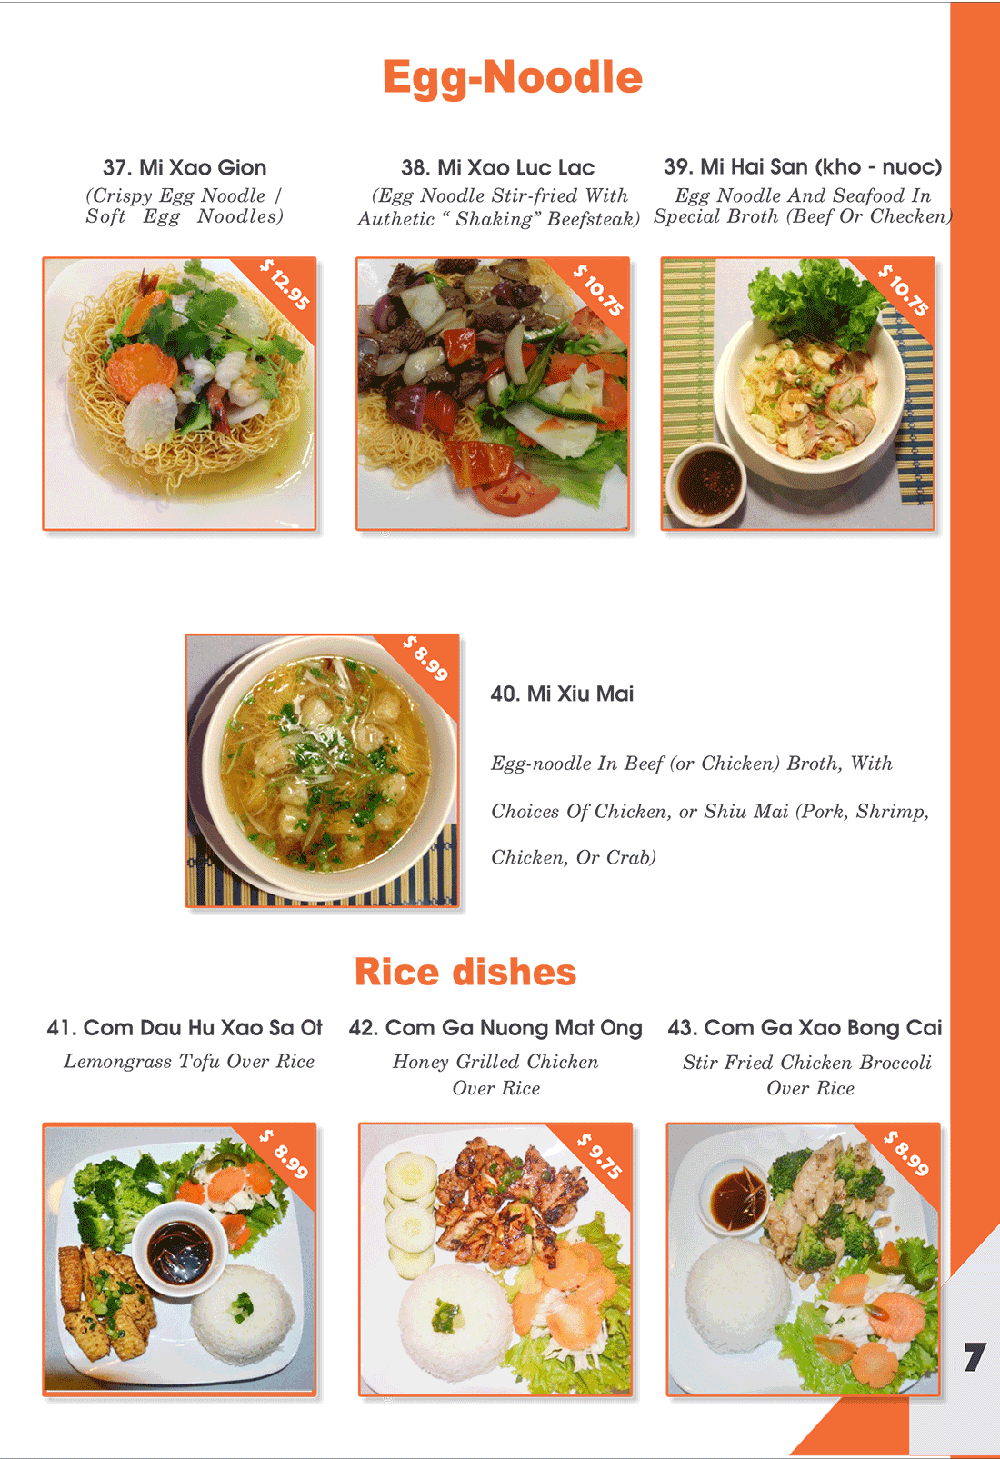 Egg-Noodle
37. Mi Xao Gion
(Crispy Egg Noodle /
Soft Egg Noodles)
$ 12.95
38. Mi Xao Luc Lac
(Egg Noodle Stir-fried With
Authetic “ Shaking” Beefsteak)
$ 10.75
39. Mi Hai San (kho - nuoc)
Egg Noodle And Seafood In
Special Broth (Beef Or Checken)
$ 10.75
$ 8.99
40. Mi Xiu Mai
Egg-noodle In Beef (or Chicken) Broth, With
Choices Of Chicken, or Shiu Mai (Pork, Shrimp,
Chicken, Or Crab)
Rice dishes
41. Com Dau Hu Xao Sa Ot
Lemongrass Tofu Over Rice
$ 8.99
42. Com Ga Nuong Mat Ong
Honey Grilled Chicken
Over Rice
$ 9.75
43. Com Ga Xao Bong Cai
Stir Fried Chicken Broccoli
Over Rice
$ 8.99
7